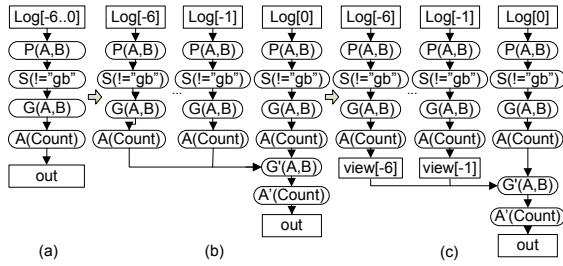 Log[-6..0] Log[-6] Log[-1] Log[0] Log[-6] Log[-1] Log[0]
P(A,B) P(A,B) P(A,B) P(A,B) P(A,B) P(A,B) P(A,B)
S(!="gb") S(!="gb") S(!="gb") S(!="gb") S(!="gb") S(!="gb") S(!="gb")
G(A,B) G(A,B) ... G(A,B) G(A,B) G(A,B) ... G(A,B) G(A,B)
A(Count) A(Count) A(Count) A(Count) A(Count) A(Count) A(Count)
out G'(A,B) view[-6] view[-1] G'(A,B)
A'(Count) A'(Count)
out out
(a) (b) (c)